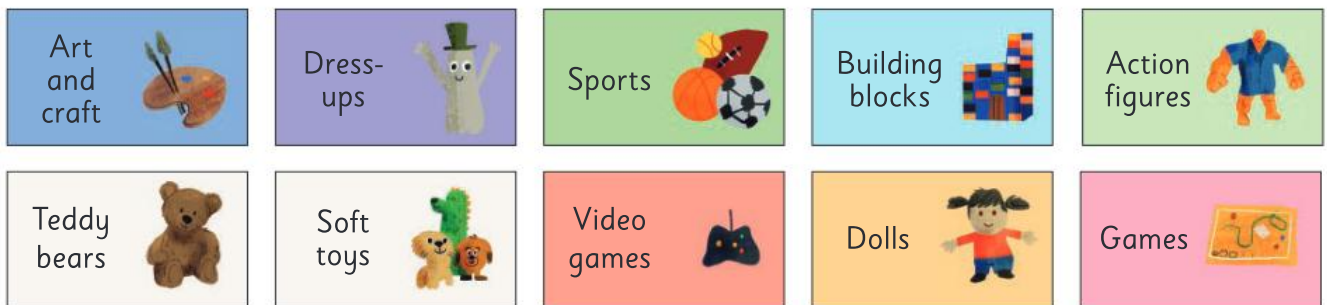 Art
and
craft
Dress-
ups
Sports
Building
blocks
Action
figures
Teddy
bears
Soft
toys
Video
games
Dolls
Games